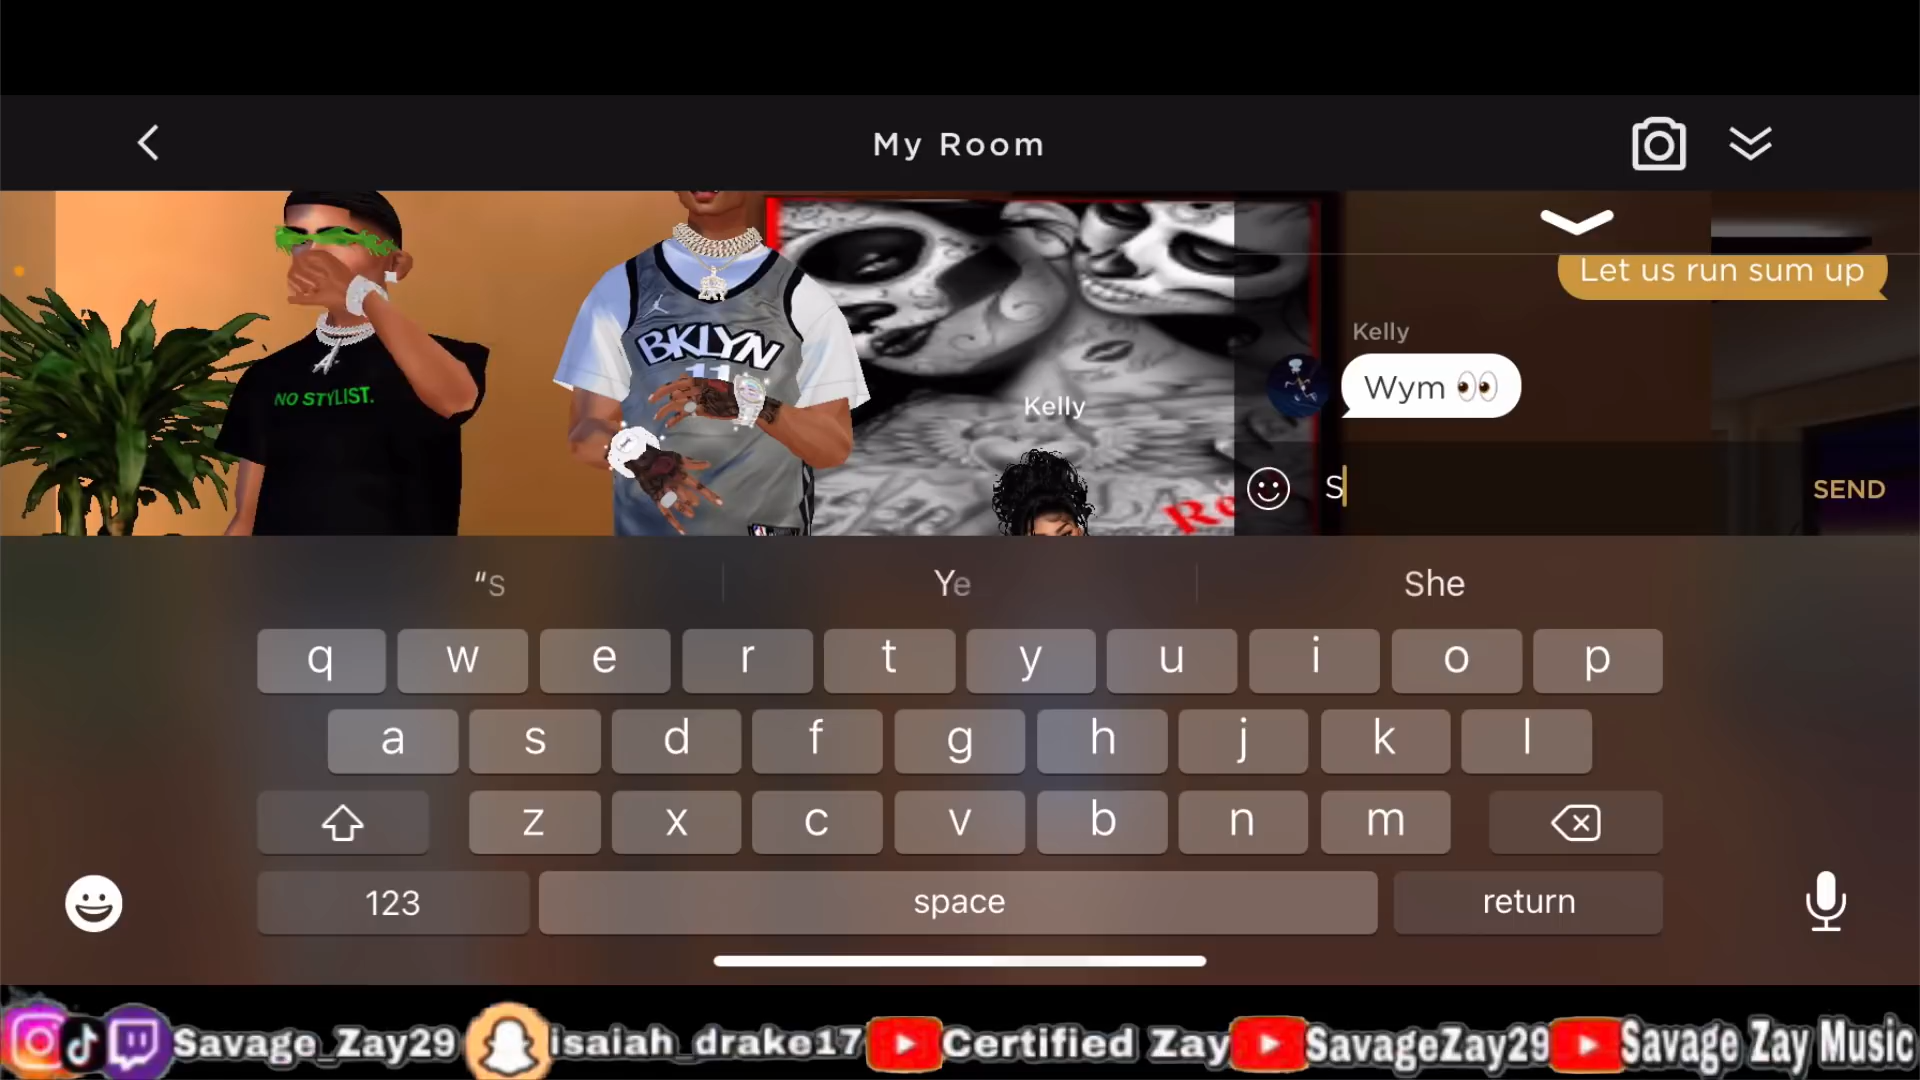 My Room
Let us run sum up
Kelly
Wym 👀
NO STYLIST.
BKLYN
11
Kelly
S
SEND
"s
Ye
She
q w e r t y u i o p
a s d f g h j k l
z x c v b n m
123
space
return
Savage_Zay29
isaiah_drake17
Certified Zay
SavageZay29
Savage Zay Music